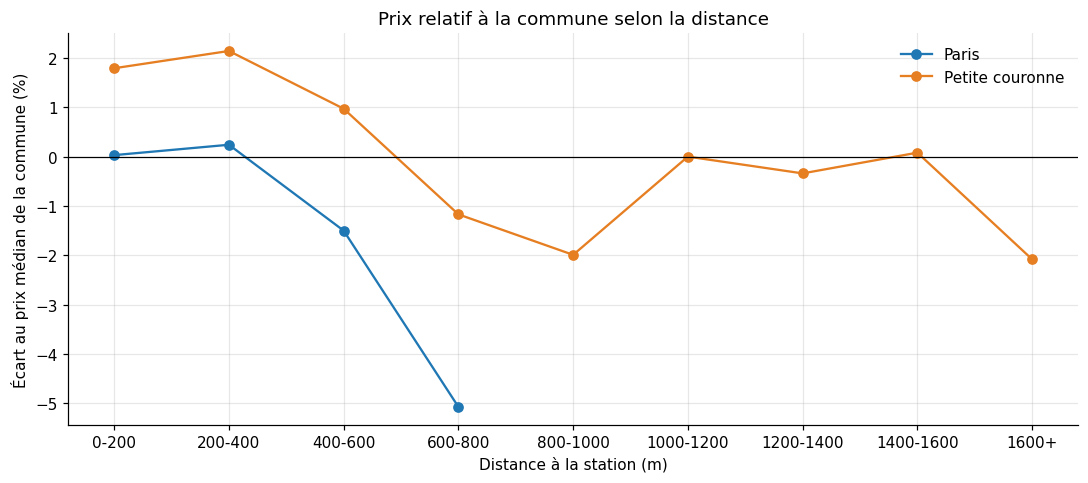 Prix relatif à la commune selon la distance
Écart au prix médian de la commune (%)
2
1
0
−1
−2
−3
−4
−5
Paris
Petite couronne
0-200 200-400 400-600 600-800 800-1000 1000-1200 1200-1400 1400-1600 1600+
Distance à la station (m)